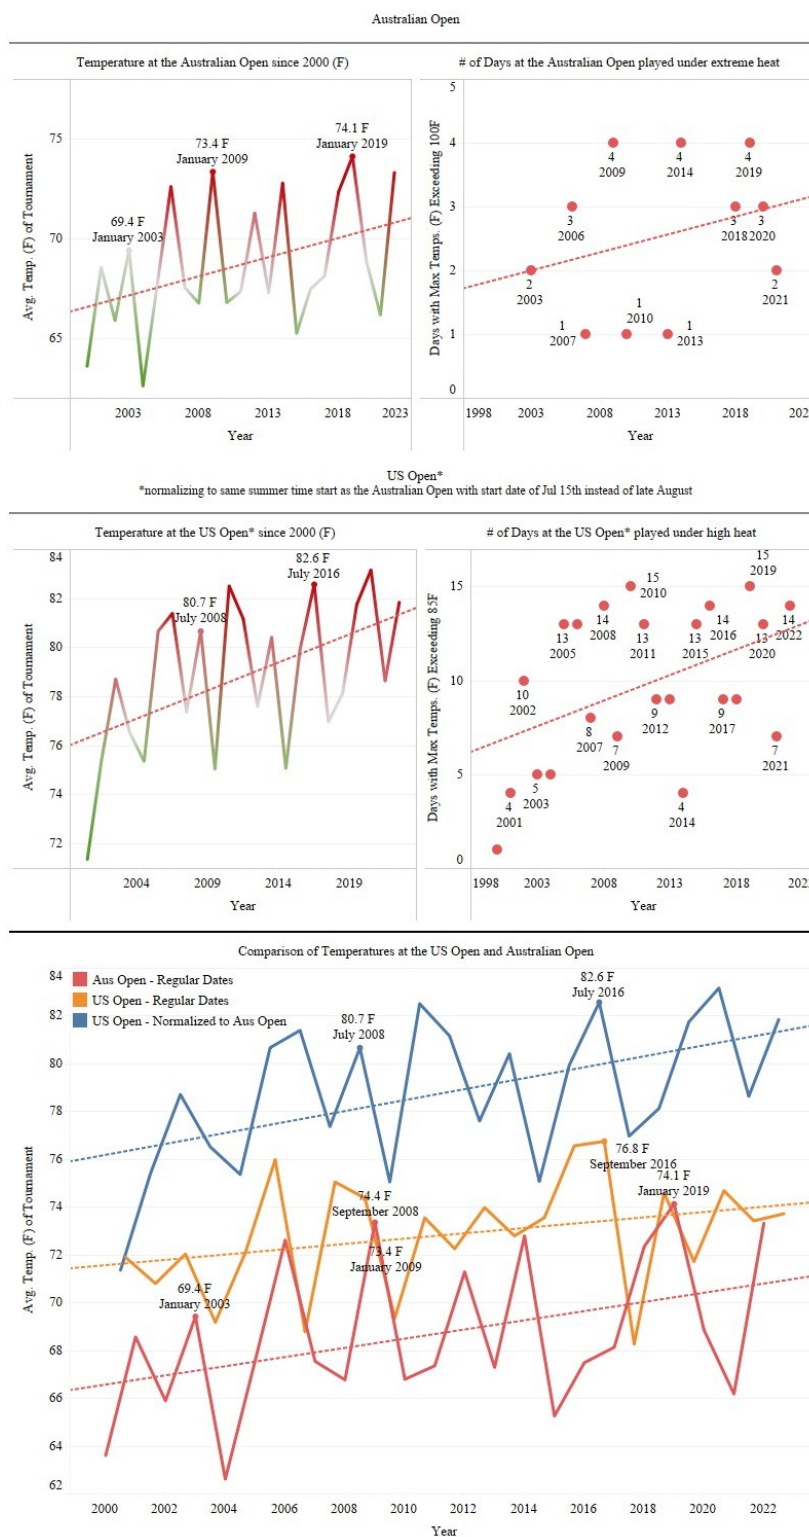 Australian Open
Temperature at the Australian Open since 2000 (F)
Avg. Temp. (F) of Tournament
75
70
65
69.4 F
January 2003
73.4 F
January 2009
74.1 F
January 2019
2003
2008
2013
2018
2023
Year
# of Days at the Australian Open played under extreme heat
Days with Max Temps. (F) Exceeding 100F
5
4
3
2
1
0
2
2003
3
2006
1
2007
4
2009
1
2010
1
2013
4
2014
3
2018
4
2019
3
2020
2
2021
1998
2003
2008
2013
2018
Year
US Open*
*normalizing to same summer time start as the Australian Open with start date of Jul 15th instead of late August
Temperature at the US Open* since 2000 (F)
Avg. Temp. (F) of Tournament
84
82
80
78
76
74
72
80.7 F
July 2008
82.6 F
July 2016
2004
2009
2014
2019
Year
# of Days at the US Open* played under high heat
Days with Max Temps. (F) Exceeding 85F
15
10
5
0
4
2001
10
2002
5
2003
13
2005
8
2007
14
2008
7
2009
15
2010
13
2011
9
2012
4
2014
13
2015
14
2016
9
2017
15
2019
13
2020
7
2021
14
2022
1998
2003
2008
2013
2018
Year
Comparison of Temperatures at the US Open and Australian Open
Aus Open - Regular Dates
US Open - Regular Dates
US Open - Normalized to Aus Open
Avg. Temp. (F) of Tournament
84
82
80
78
76
74
72
70
68
66
64
62
80.7 F
July 2008
82.6 F
July 2016
76.8 F
September 2016
74.1 F
January 2019
74.4 F
September 2008
73.4 F
January 2009
69.4 F
January 2003
2000
2002
2004
2006
2008
2010
2012
2014
2016
2018
2020
2022
Year